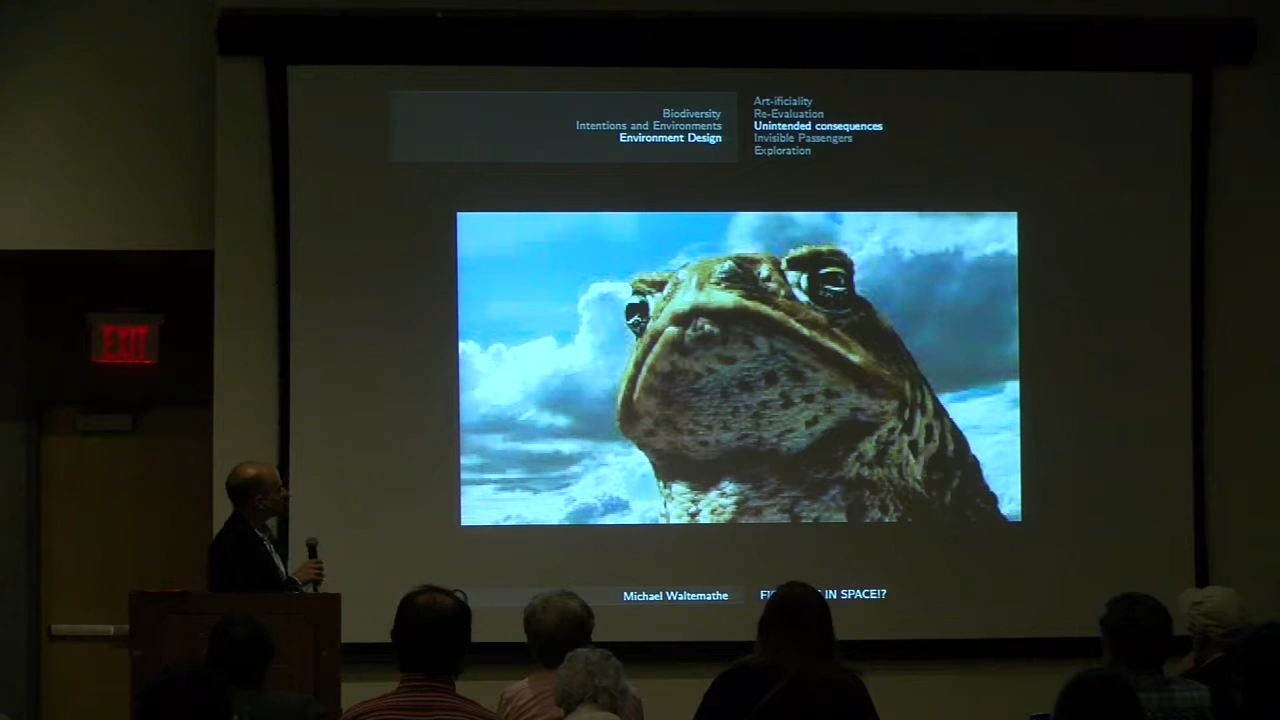 Biodiversity
Intentions and Environments
Environment Design
Art-ificiality
Re-Evaluation
Unintended consequences
Invisible Passengers
Exploration
EXIT
Michael Waltemathe
IN SPACE!?